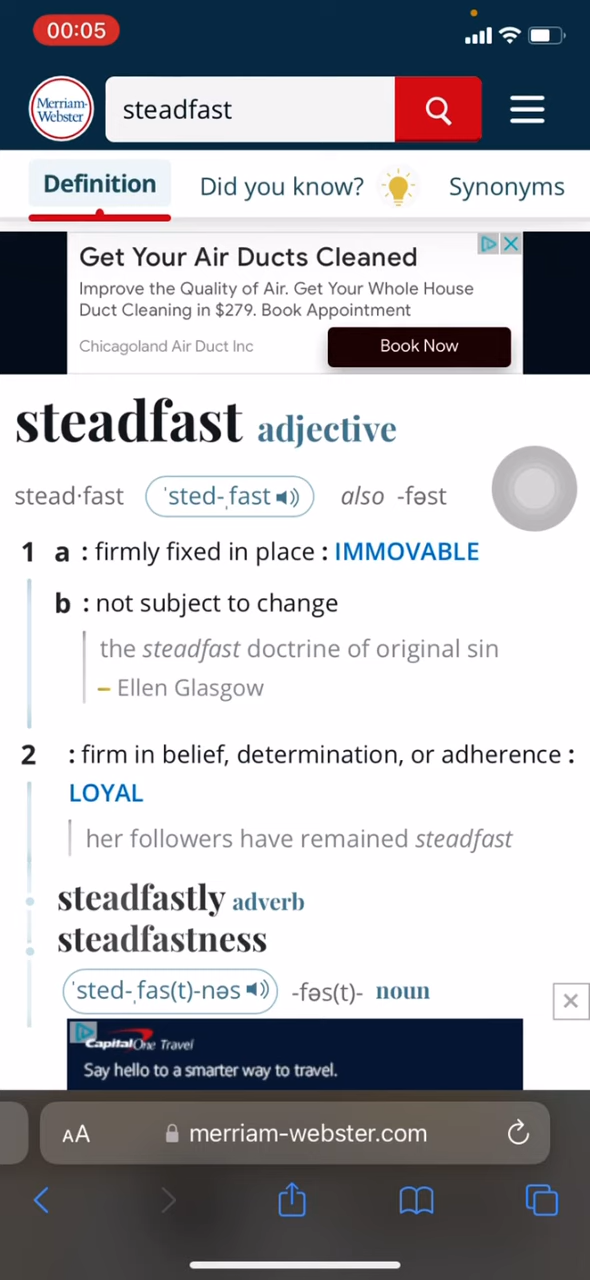 00:05
Merriam-
Webster
steadfast
Definition
Did you know?
Synonyms
Get Your Air Ducts Cleaned
Improve the Quality of Air. Get Your Whole House
Duct Cleaning in $279. Book Appointment
Chicagoland Air Duct Inc
Book Now
steadfast adjective
stead·fast ˈsted-ˌfast also -fəst
1 a : firmly fixed in place : IMMOVABLE
b : not subject to change
the steadfast doctrine of original sin
– Ellen Glasgow
2 : firm in belief, determination, or adherence :
LOYAL
her followers have remained steadfast
steadfastly adverb
steadfastness
ˈsted-ˌfas(t)-nəs -fəs(t)- noun
CapitalOne Travel
Say hello to a smarter way to travel.
AA merriam-webster.com